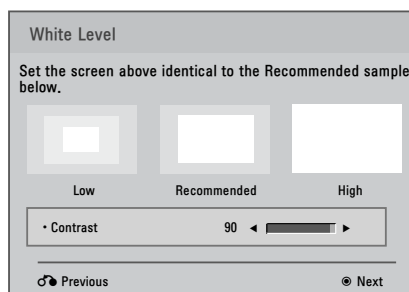 White Level
Set the screen above identical to the Recommended sample
below.
Low Recommended High
• Contrast 90 ◄ ►
Previous Next